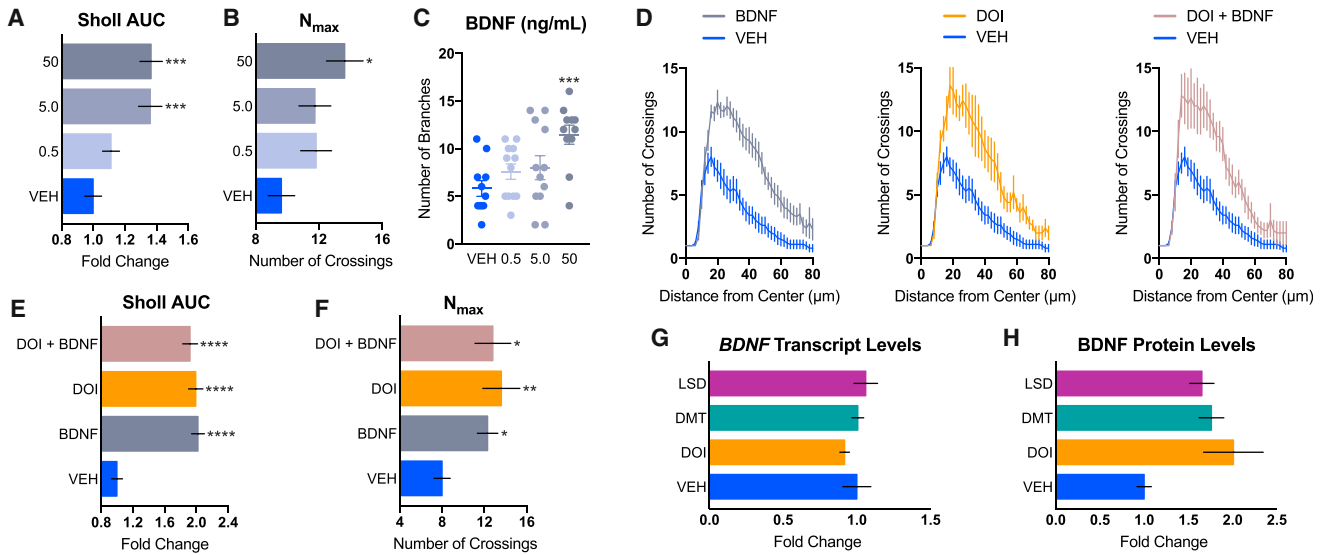 A
Sholl AUC
50
5.0
0.5
VEH
***
***
0.8 1.0 1.2 1.4 1.6
Fold Change
B
Nmax
50
5.0
0.5
VEH
*
8 12 16
Number of Crossings
C
BDNF (ng/mL)
Number of Branches
20
15
10
5
0
***
VEH 0.5 5.0 50
D
BDNF
VEH
Number of Crossings
15
10
5
0
0 20 40 60 80
Distance from Center (µm)
DOI
VEH
Number of Crossings
15
10
5
0
0 20 40 60 80
Distance from Center (µm)
DOI + BDNF
VEH
Number of Crossings
15
10
5
0
0 20 40 60 80
Distance from Center (µm)
E
Sholl AUC
DOI + BDNF
DOI
BDNF
VEH
****
****
****
0.8 1.2 1.6 2.0 2.4
Fold Change
F
Nmax
DOI + BDNF
DOI
BDNF
VEH
*
**
*
4 8 12 16
Number of Crossings
G
BDNF Transcript Levels
LSD
DMT
DOI
VEH
0.0 0.5 1.0 1.5
Fold Change
H
BDNF Protein Levels
LSD
DMT
DOI
VEH
0.0 0.5 1.0 1.5 2.0 2.5
Fold Change